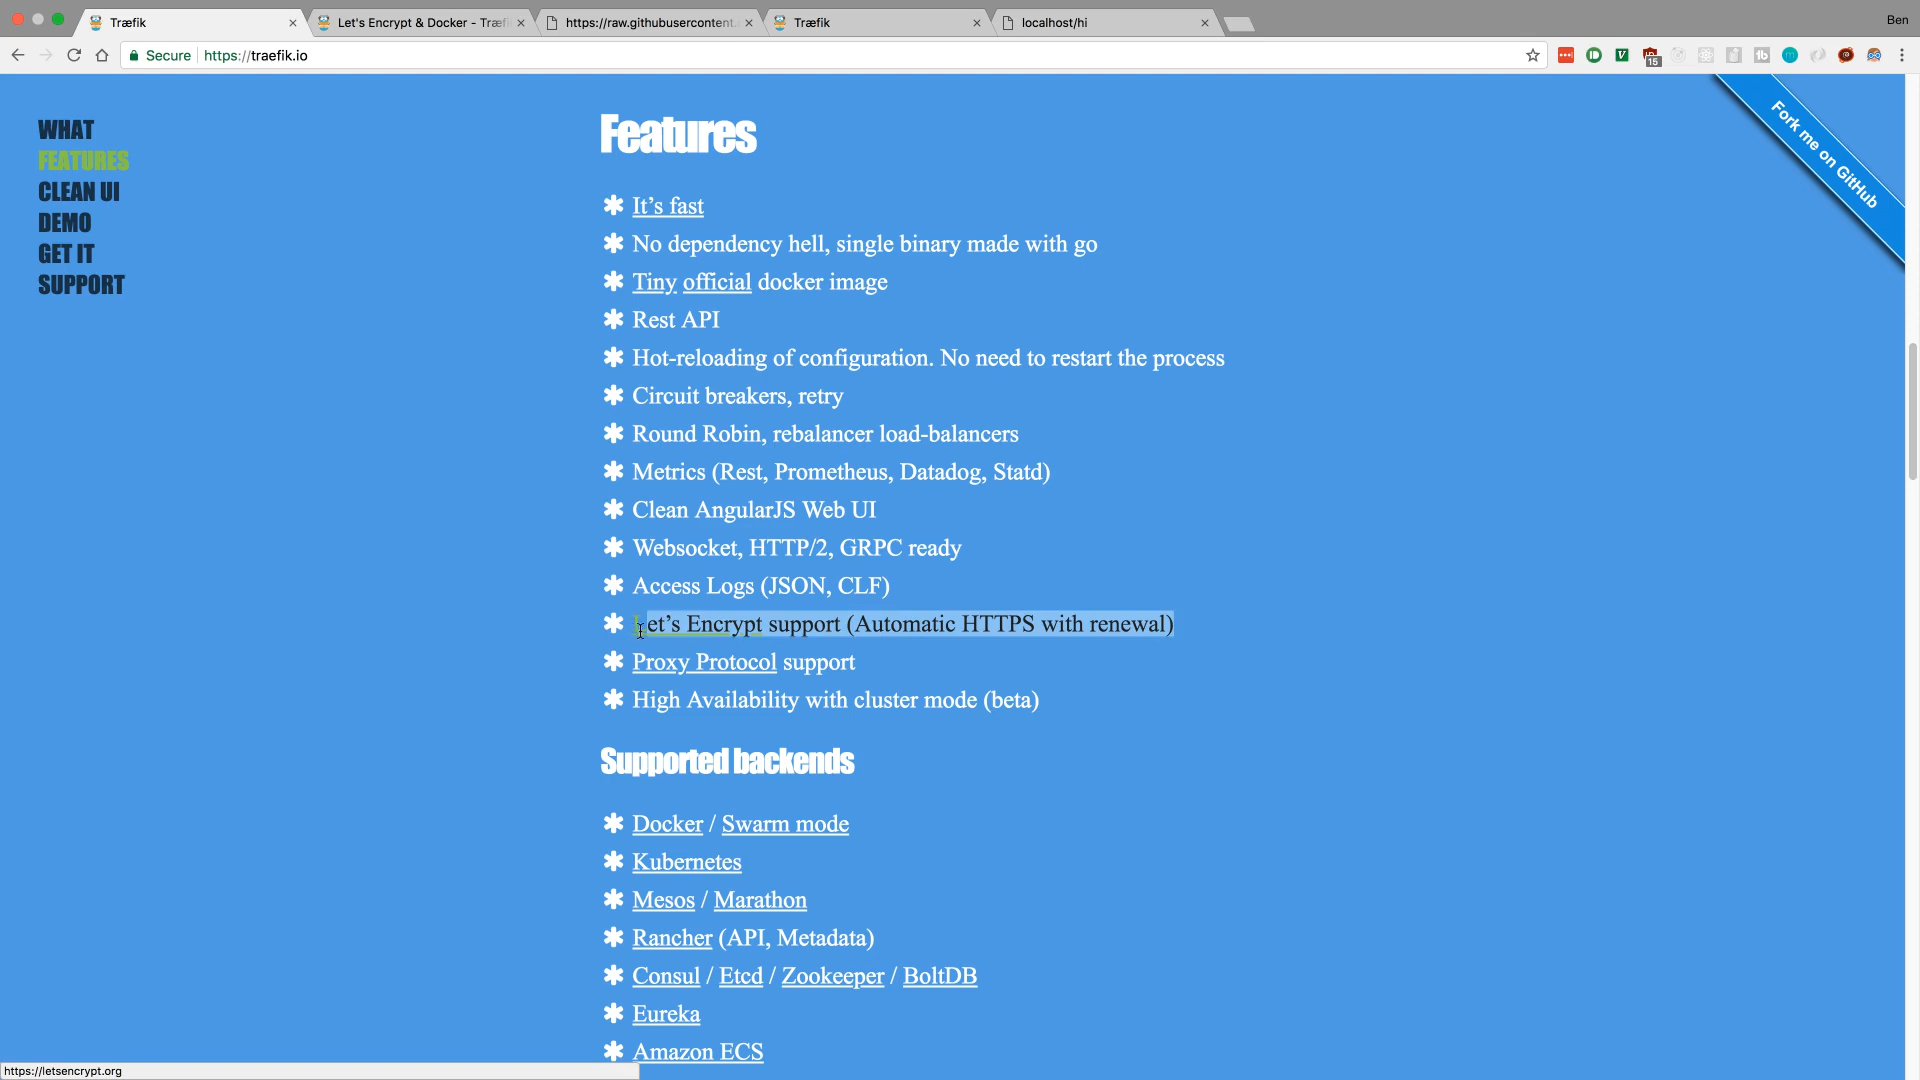 Træfik
Let's Encrypt & Docker - Træfi
https://raw.githubusercontent.
Træfik
localhost/hi
Ben
Secure
https://traefik.io
15
WHAT
FEATURES
CLEAN UI
DEMO
GET IT
SUPPORT
Fork me on GitHub
Features
It’s fast
No dependency hell, single binary made with go
Tiny official docker image
Rest API
Hot-reloading of configuration. No need to restart the process
Circuit breakers, retry
Round Robin, rebalancer load-balancers
Metrics (Rest, Prometheus, Datadog, Statd)
Clean AngularJS Web UI
Websocket, HTTP/2, GRPC ready
Access Logs (JSON, CLF)
Let’s Encrypt support (Automatic HTTPS with renewal)
Proxy Protocol support
High Availability with cluster mode (beta)
Supported backends
Docker / Swarm mode
Kubernetes
Mesos / Marathon
Rancher (API, Metadata)
Consul / Etcd / Zookeeper / BoltDB
Eureka
Amazon ECS
https://letsencrypt.org